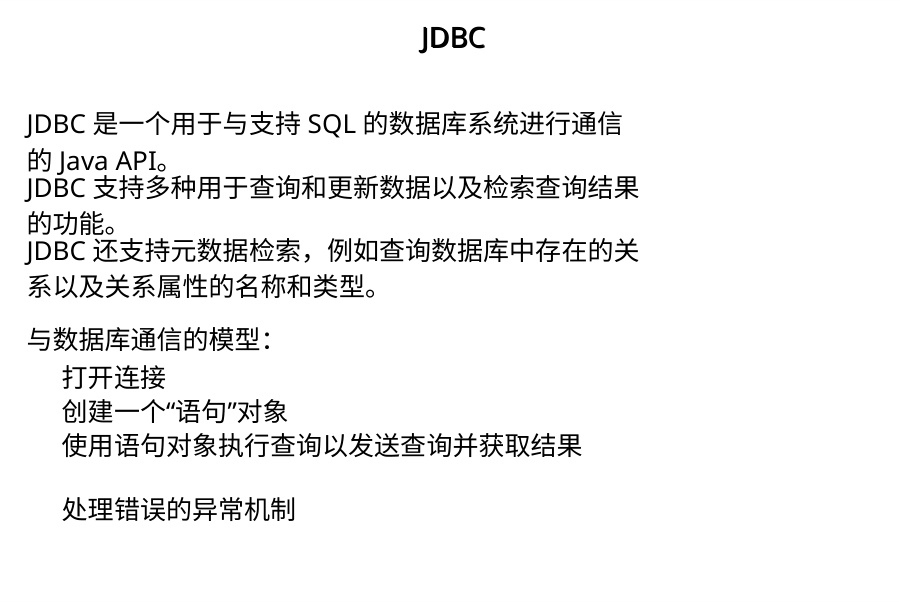 JDBC
JDBC 是一个用于与支持 SQL 的数据库系统进行通信
的 Java API。
JDBC 支持多种用于查询和更新数据以及检索查询结果
的功能。
JDBC 还支持元数据检索，例如查询数据库中存在的关
系以及关系属性的名称和类型。
与数据库通信的模型：
打开连接
创建一个“语句”对象
使用语句对象执行查询以发送查询并获取结果
处理错误的异常机制